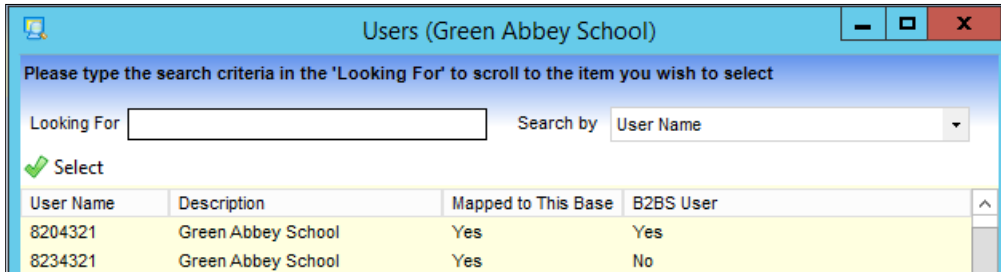 Users (Green Abbey School)
Please type the search criteria in the 'Looking For' to scroll to the item you wish to select
Looking For Search by User Name
Select
User Name Description Mapped to This Base B2BS User
8204321 Green Abbey School Yes Yes
8234321 Green Abbey School Yes No